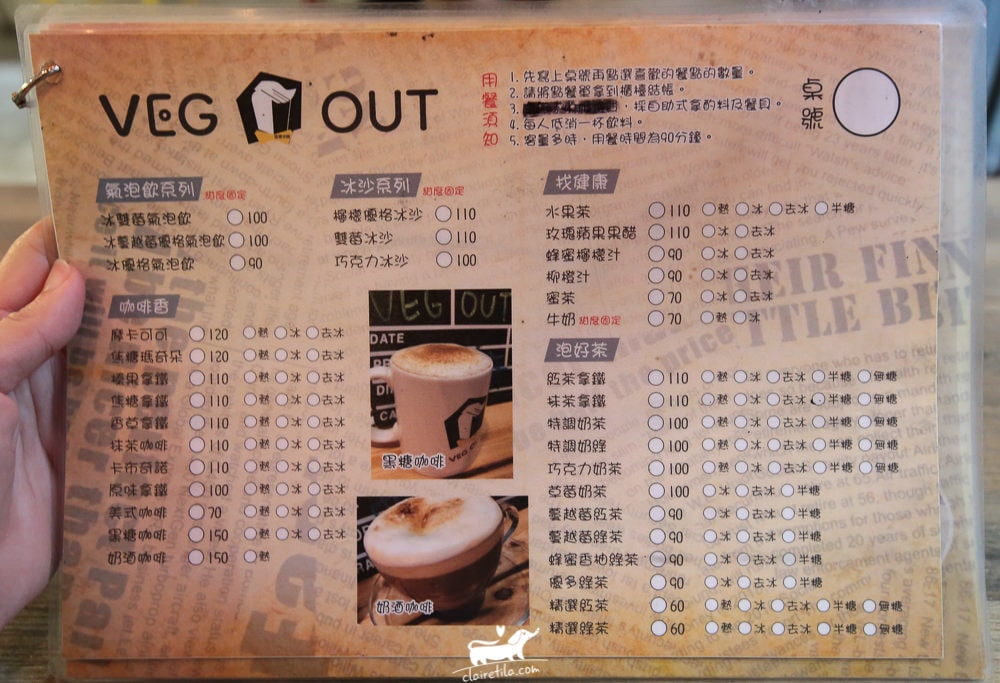 VEG OUT
用餐須知
1. 先寫上桌號再點選喜歡的餐點的數量。
2. 請將點餐單拿到櫃檯結帳。
3. ，採自助式拿酌料及餐具。
4. 每人低消一杯飲料。
5. 客量多時，用餐時間為90分鐘。
桌號
氣泡飲系列 甜度固定
冰雙莓氣泡飲 100
冰蔓越莓優格氣泡飲 100
冰優格氣泡飲 90
冰沙系列 甜度固定
檸檬優格冰沙 110
雙莓冰沙 110
巧克力冰沙 100
咖啡香
摩卡可可 120 熱 冰 去冰
焦糖瑪奇朵 120 熱 冰 去冰
榛果拿鐵 110 熱 冰 去冰
焦糖拿鐵 110 熱 冰 去冰
香草拿鐵 110 熱 冰 去冰
抹茶咖啡 110 熱 冰 去冰
卡布奇諾 110 熱 冰 去冰
原味拿鐵 110 熱 冰 去冰
美式咖啡 70 熱 冰 去冰
黑糖咖啡 150 熱 冰 去冰
奶酒咖啡 150 熱
VEG OUT
DATE
黑糖咖啡
奶酒咖啡
找健康
水果茶 110 熱 冰 去冰 半糖
玫瑰蘋果果醋 110 冰 去冰
蜂蜜檸檬汁 90 冰 去冰
柳橙汁 90 冰 去冰
蜜茶 70 冰 去冰
牛奶 甜度固定 70 熱 冰
泡好茶
紅茶拿鐵 110 熱 冰 去冰 半糖 無糖
抹茶拿鐵 110 熱 冰 去冰 半糖 無糖
特調奶茶 100 熱 冰 去冰 半糖 無糖
特調奶綠 100 熱 冰 去冰 半糖 無糖
巧克力奶茶 100 熱 冰 去冰 半糖 無糖
草莓奶茶 100 冰 去冰 半糖
蔓越莓紅茶 90 冰 去冰 半糖
蔓越莓綠茶 90 冰 去冰 半糖
蜂蜜香柚綠茶 90 冰 去冰 半糖
優多綠茶 90 冰 去冰 半糖
精選紅茶 60 熱 冰 去冰 半糖 無糖
精選綠茶 60 熱 冰 去冰 半糖 無糖
clairetila.com